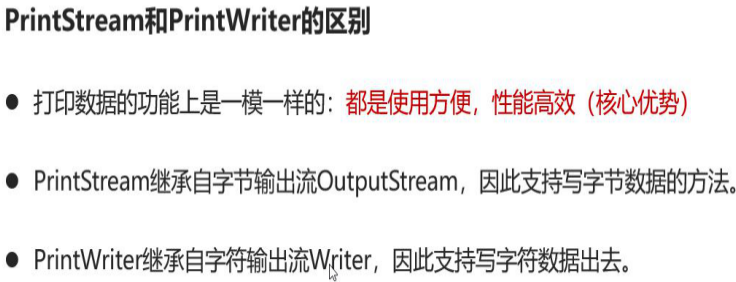 PrintStream和PrintWriter的区别
● 打印数据的功能上是一模一样的：都是使用方便，性能高效（核心优势）
● PrintStream继承自字节输出流OutputStream，因此支持写字节数据的方法。
● PrintWriter继承自字符输出流Writer，因此支持写字符数据出去。